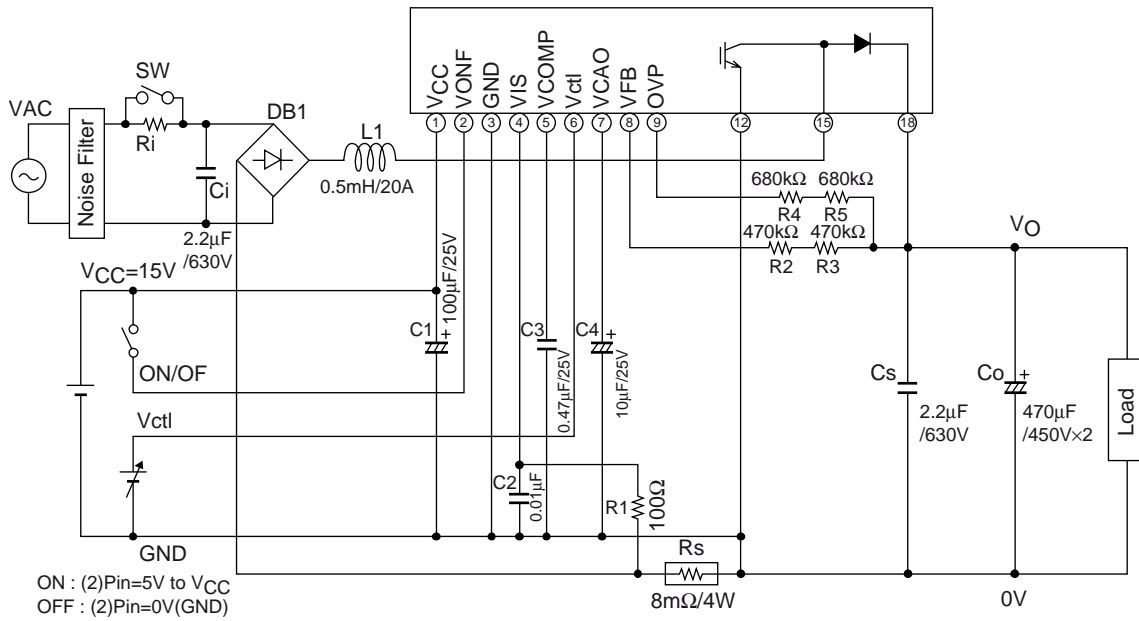 VCC
VONF
GND
VIS
VCOMP
Vctl
VCAO
VFB
OVP
1 2 3 4 5 6 7 8 9 12 15 18
SW
VAC
Noise Filter
Ri
Ci
2.2μF
/630V
DB1
L1
0.5mH/20A
680kΩ 680kΩ
R4 R5
470kΩ 470kΩ
R2 R3
VO
VCC=15V
100μF/25V
C1 +
C3
0.47μF/25V
C4 +
10μF/25V
ON/OF
Cs
2.2μF
/630V
Co +
470μF
/450V×2
Load
Vctl
C2
0.01μF
R1
100Ω
GND
Rs
8mΩ/4W
0V
ON : (2)Pin=5V to VCC
OFF : (2)Pin=0V(GND)